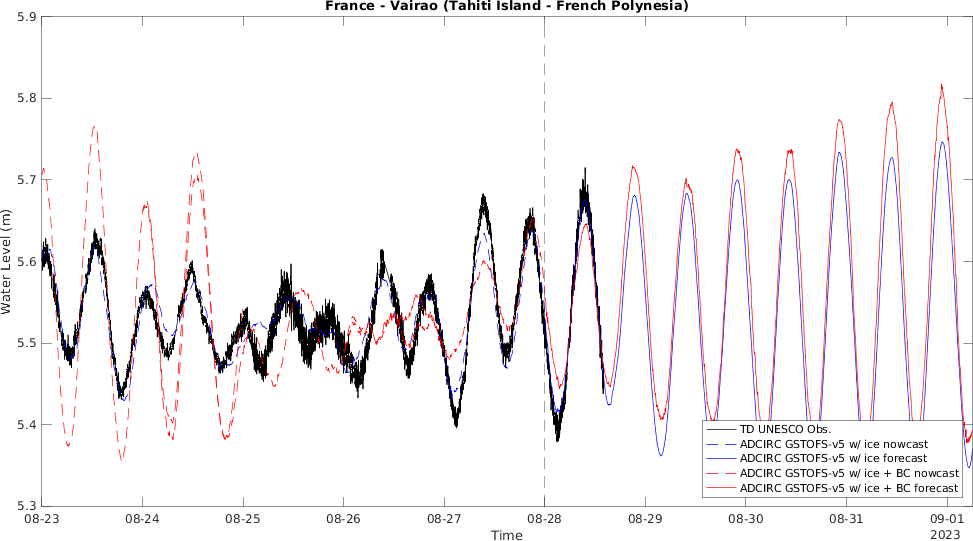 France - Vairao (Tahiti Island - French Polynesia)
5.9
5.8
5.7
5.6
5.5
5.4
5.3
Water Level (m)
TD UNESCO Obs.
ADCIRC GSTOFS-v5 w/ ice nowcast
ADCIRC GSTOFS-v5 w/ ice forecast
ADCIRC GSTOFS-v5 w/ ice + BC nowcast
ADCIRC GSTOFS-v5 w/ ice + BC forecast
08-23 08-24 08-25 08-26 08-27 08-28 08-29 08-30 08-31 09-01
Time 2023